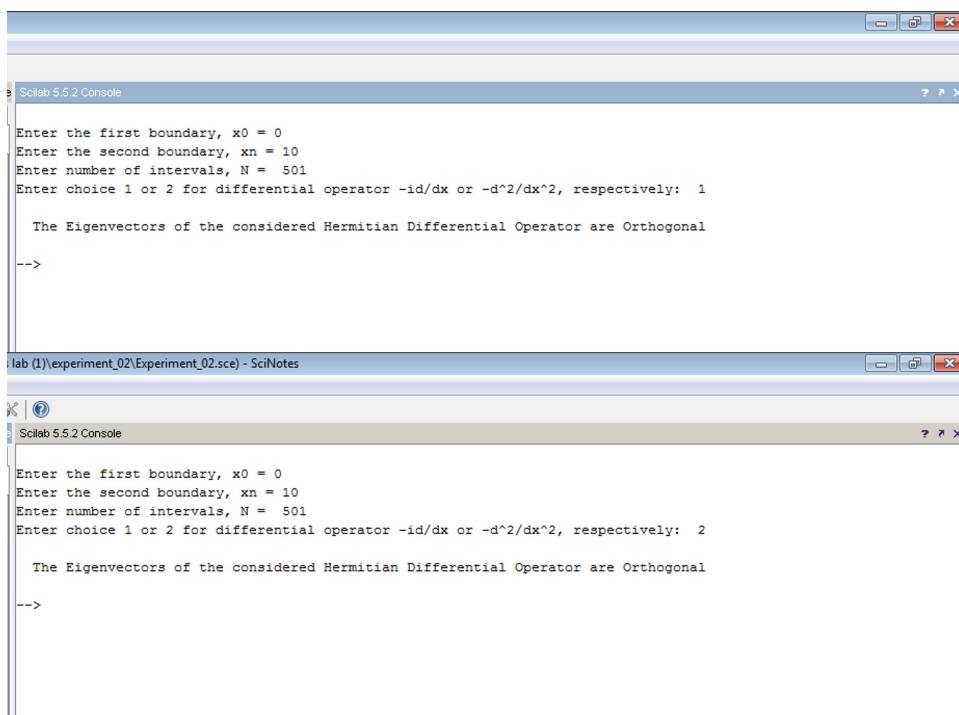 Scilab 5.5.2 Console
Enter the first boundary, x0 = 0
Enter the second boundary, xn = 10
Enter number of intervals, N =  501
Enter choice 1 or 2 for differential operator -id/dx or -d^2/dx^2, respectively:  1
The Eigenvectors of the considered Hermitian Differential Operator are Orthogonal
-->
lab (1)\experiment_02\Experiment_02.sce) - SciNotes
Scilab 5.5.2 Console
Enter the first boundary, x0 = 0
Enter the second boundary, xn = 10
Enter number of intervals, N =  501
Enter choice 1 or 2 for differential operator -id/dx or -d^2/dx^2, respectively:  2
The Eigenvectors of the considered Hermitian Differential Operator are Orthogonal
-->